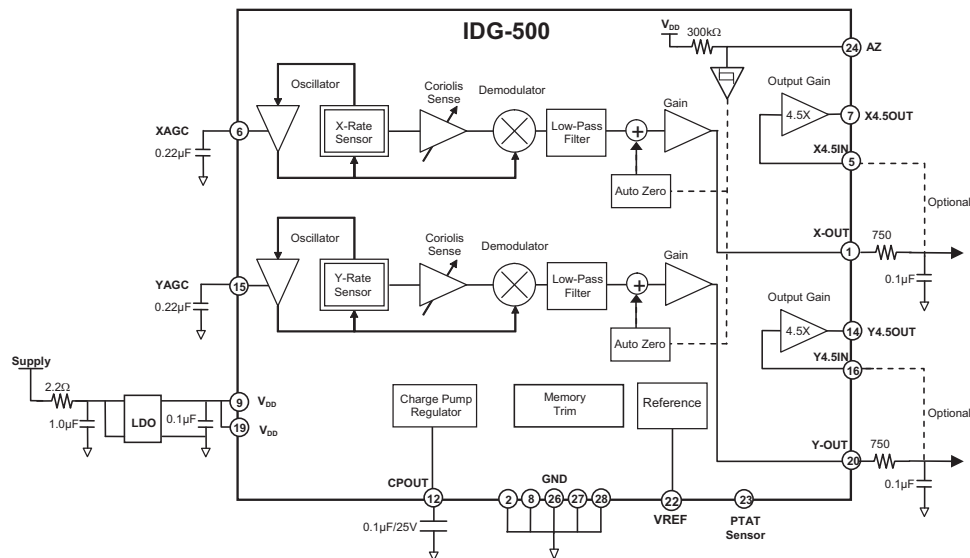 IDG-500
V_DD
300kΩ
24
AZ
Oscillator
Coriolis
Sense
Demodulator
Gain
Output Gain
XAGC
6
0.22µF
X-Rate
Sensor
Low-Pass
Filter
+
Auto Zero
4.5X
7
X4.5OUT
X4.5IN
5
Optional
X-OUT
1
750
0.1µF
Oscillator
Coriolis
Sense
Demodulator
Gain
Output Gain
YAGC
15
0.22µF
Y-Rate
Sensor
Low-Pass
Filter
+
Auto Zero
4.5X
14
Y4.5OUT
Y4.5IN
16
Optional
Supply
2.2Ω
1.0µF
LDO
0.1µF
9
V_DD
19
V_DD
Charge Pump
Regulator
Memory
Trim
Reference
Y-OUT
20
750
0.1µF
CPOUT
12
0.1µF/25V
GND
2
8
26
27
28
22
VREF
23
PTAT
Sensor